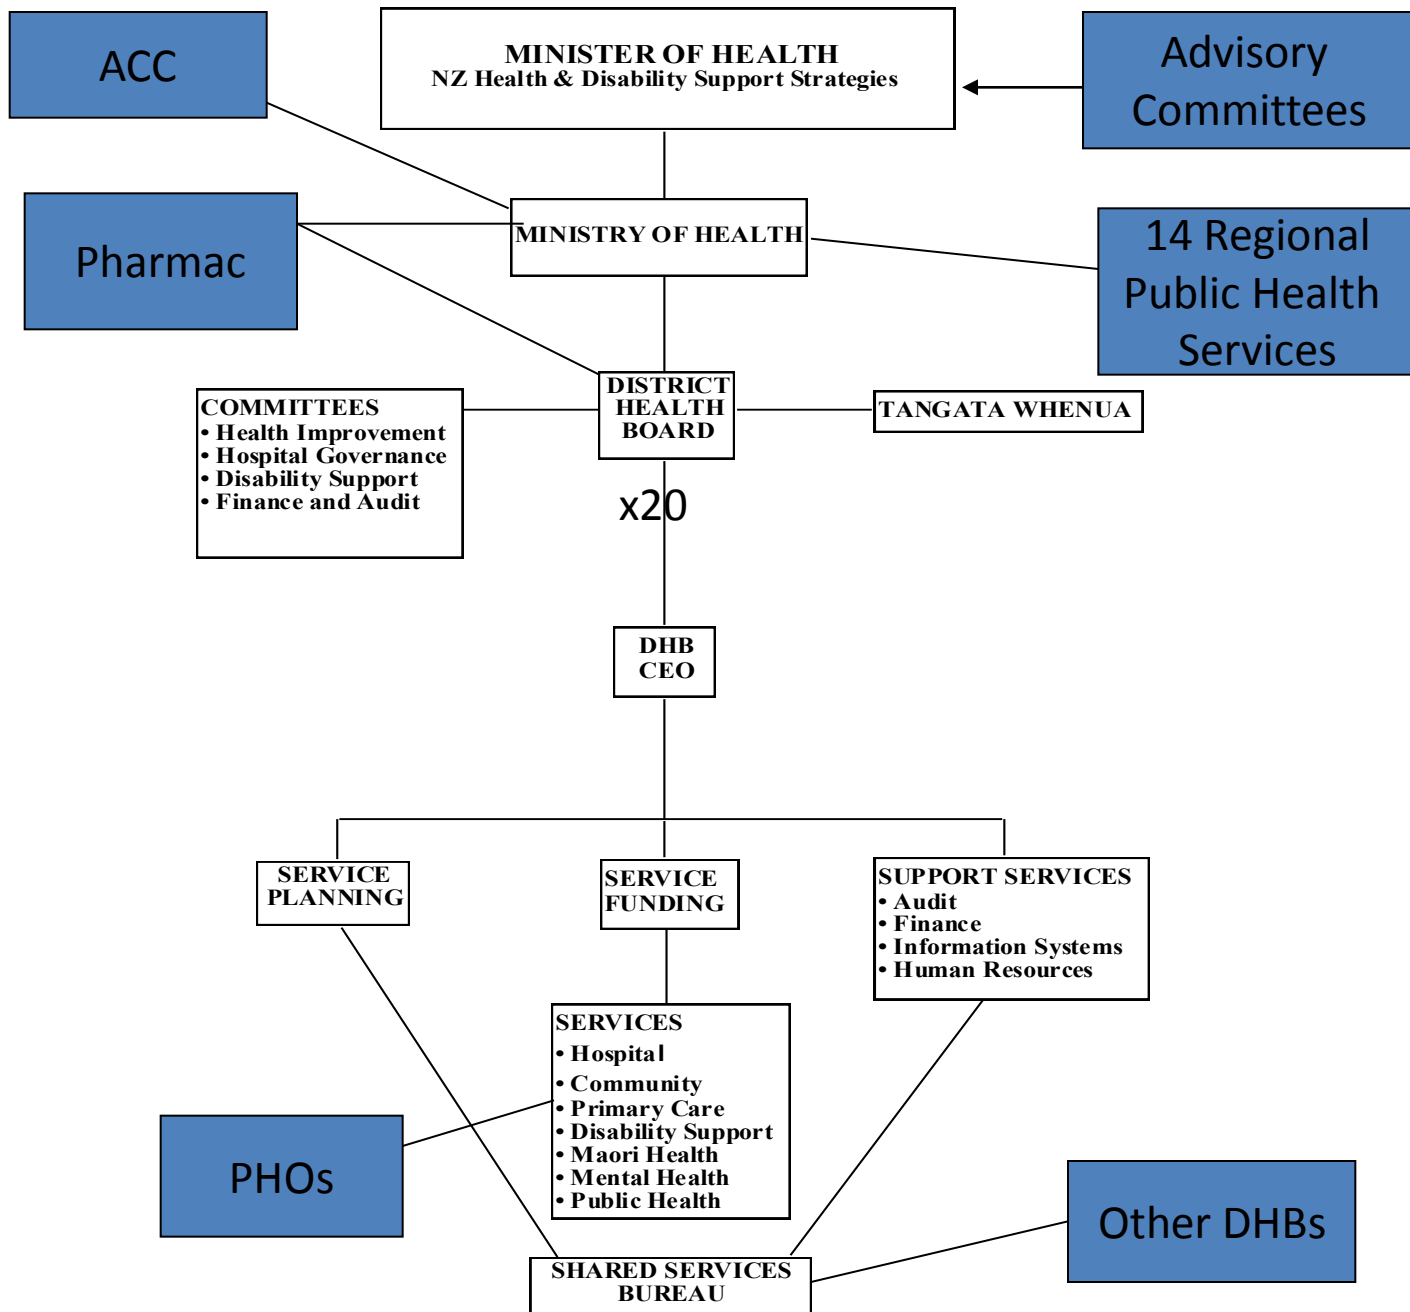 ACC
MINISTER OF HEALTH
NZ Health & Disability Support Strategies
Advisory
Committees
Pharmac
MINISTRY OF HEALTH
14 Regional
Public Health
Services
COMMITTEES
• Health Improvement
• Hospital Governance
• Disability Support
• Finance and Audit
DISTRICT
HEALTH
BOARD
TANGATA WHENUA
x20
DHB
CEO
SERVICE
PLANNING
SERVICE
FUNDING
SUPPORT SERVICES
• Audit
• Finance
• Information Systems
• Human Resources
SERVICES
• Hospital
• Community
• Primary Care
• Disability Support
• Maori Health
• Mental Health
• Public Health
PHOs
Other DHBs
SHARED SERVICES
BUREAU